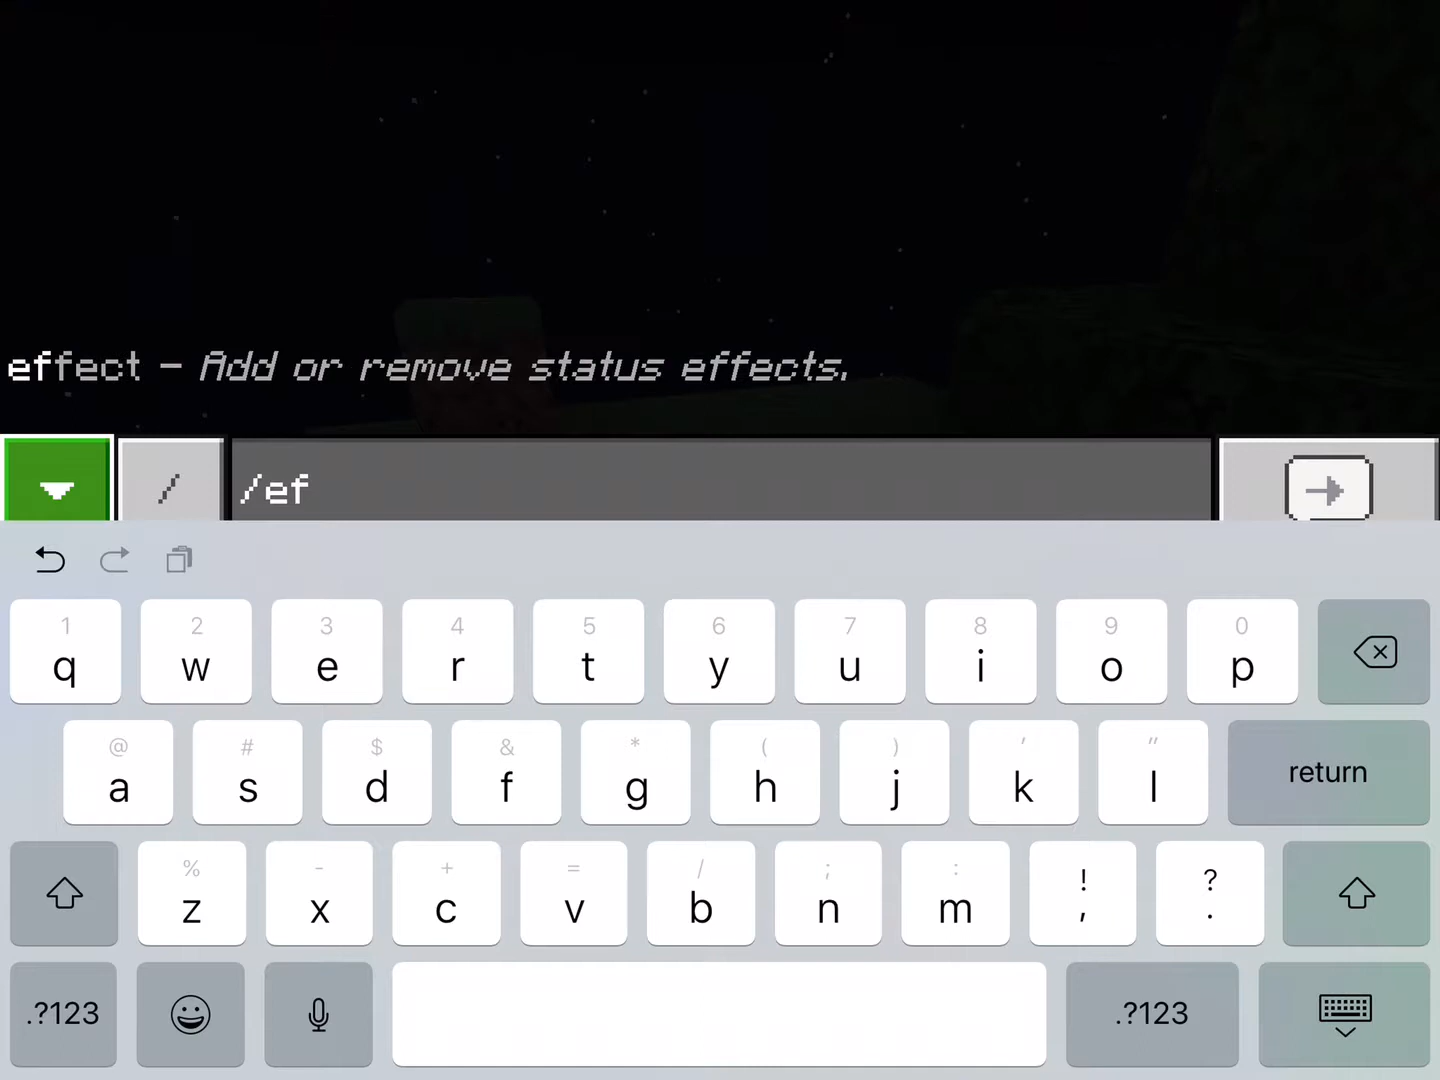 effect - Add or remove status effects.
/ /ef
1 2 3 4 5 6 7 8 9 0
q w e r t y u i o p
@ # $ & * ( ) ' "
a s d f g h j k l return
% - + = / ; : ! ?
z x c v b n m , .
.?123 .?123